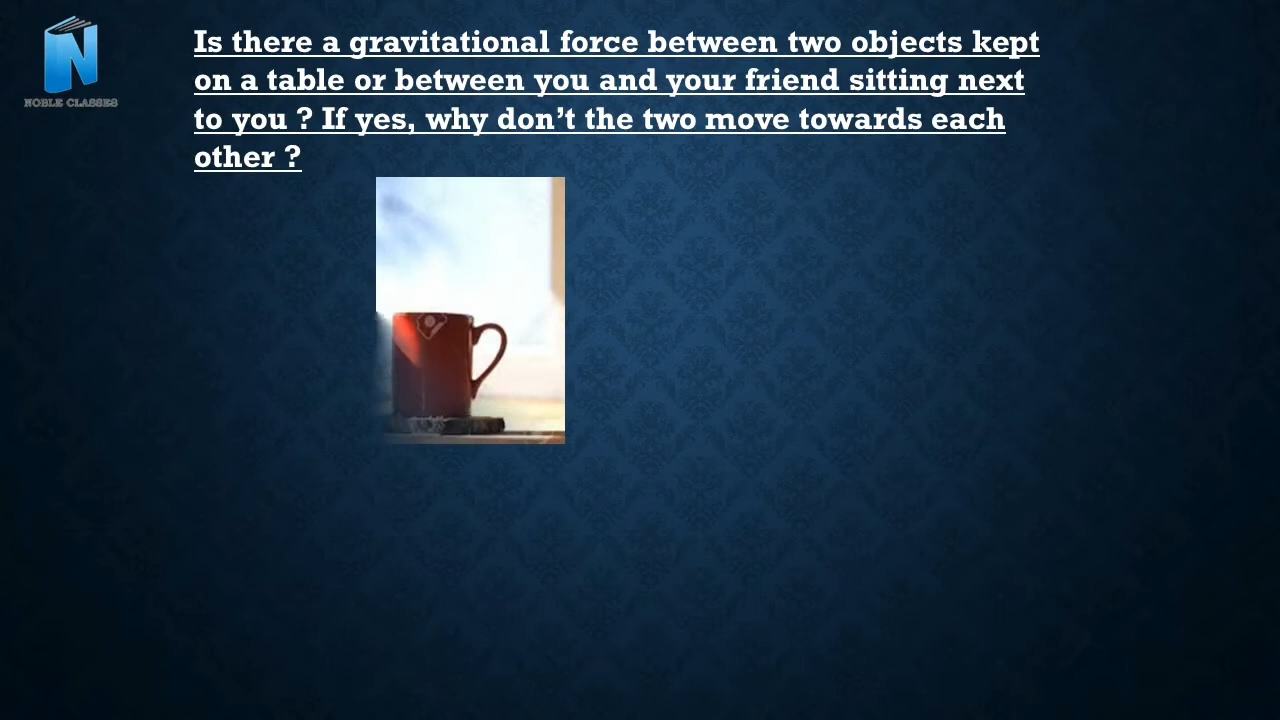 Is there a gravitational force between two objects kept
on a table or between you and your friend sitting next
to you ? If yes, why don’t the two move towards each
other ?
N
NOBLE CLASSES